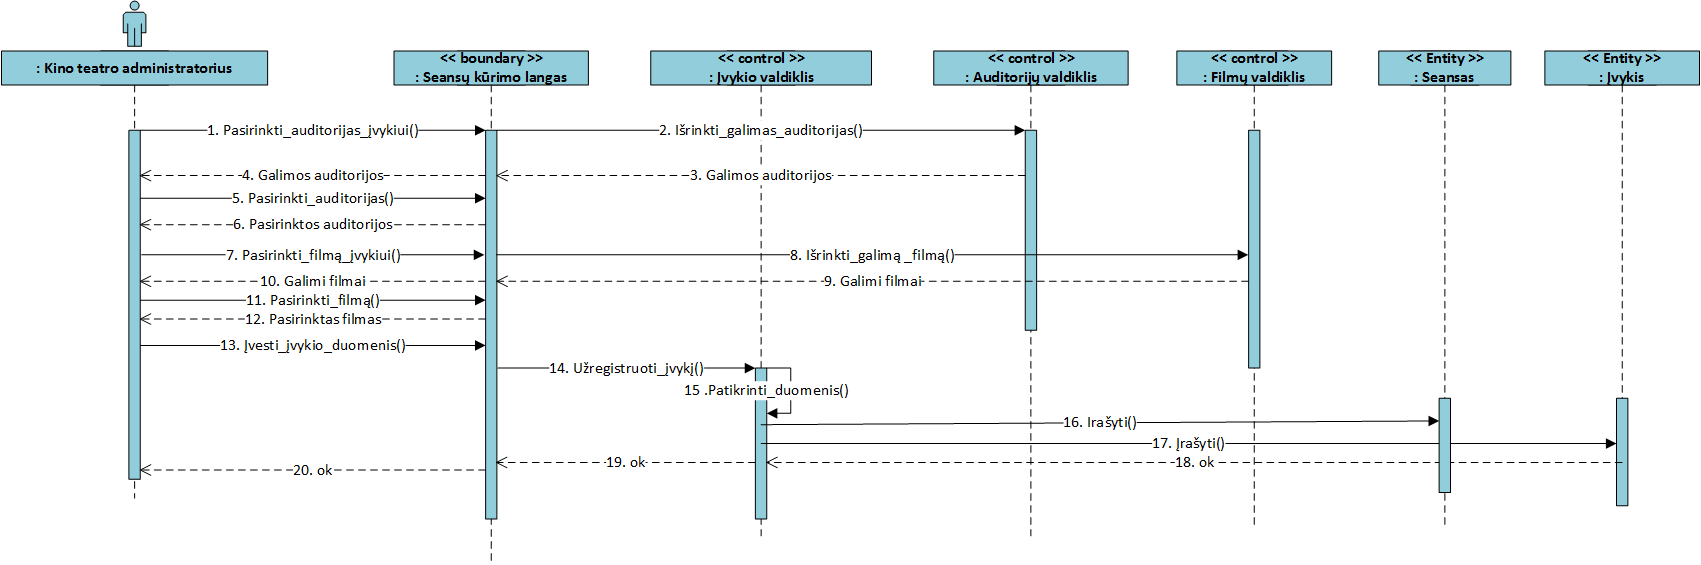 : Kino teatro administratorius
<< boundary >>
: Seansų kūrimo langas
<< control >>
: Įvykio valdiklis
<< control >>
: Auditorijų valdiklis
<< control >>
: Filmų valdiklis
<< Entity >>
: Seansas
<< Entity >>
: Įvykis
1. Pasirinkti_auditorijas_įvykiui()
2. Išrinkti_galimas_auditorijas()
4. Galimos auditorijos
3. Galimos auditorijos
5. Pasirinkti_auditorijas()
6. Pasirinktos auditorijos
7. Pasirinkti_filmą_įvykiui()
8. Išrinkti_galimą _filmą()
10. Galimi filmai
9. Galimi filmai
11. Pasirinkti_filmą()
12. Pasirinktas filmas
13. Įvesti_įvykio_duomenis()
14. Užregistruoti_įvykį()
15 .Patikrinti_duomenis()
16. Irašyti()
17. Įrašyti()
20. ok
19. ok
18. ok